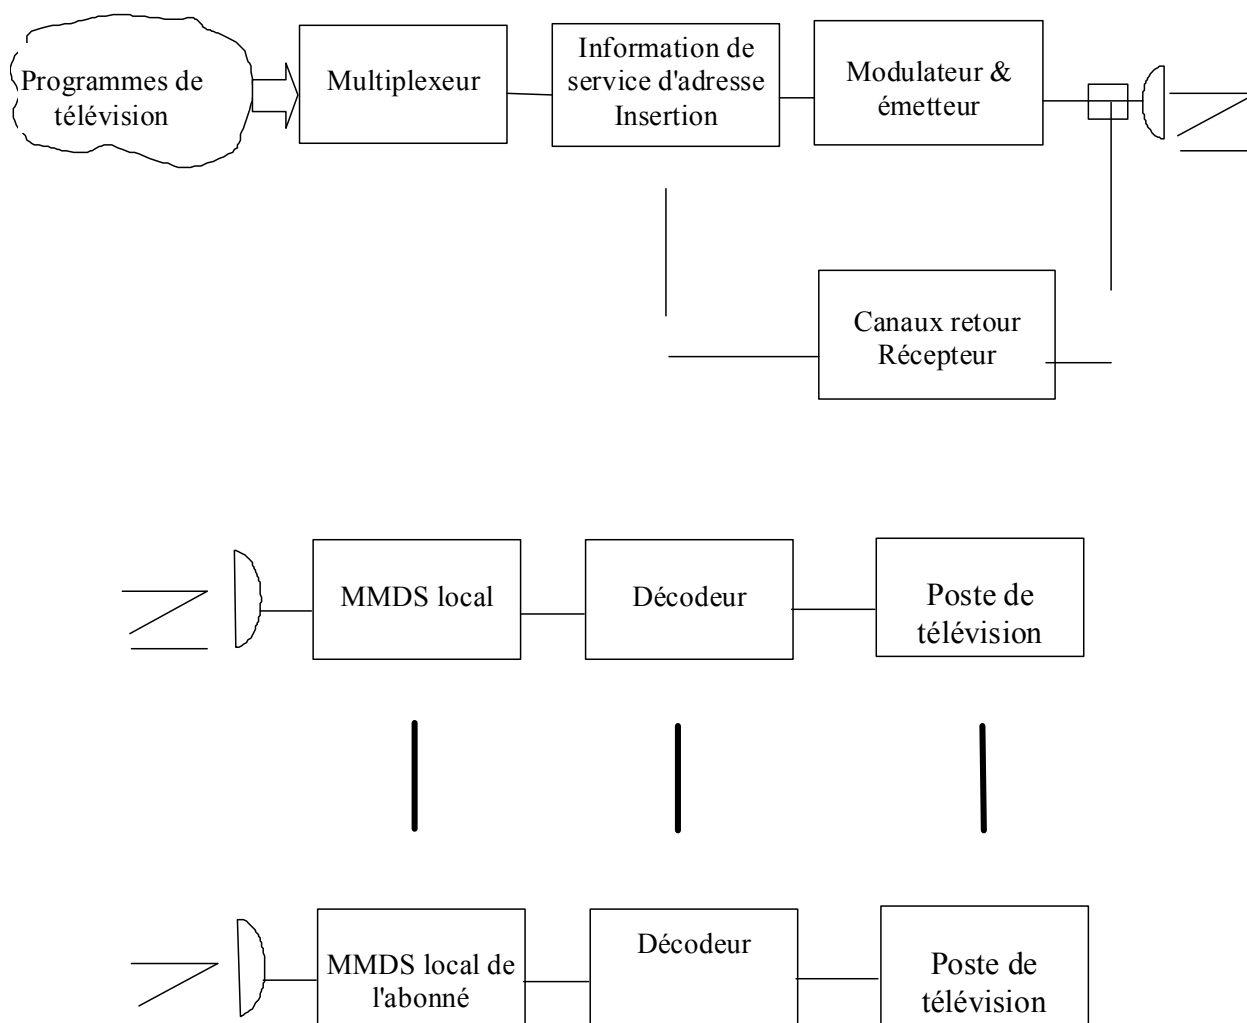 Programmes de
télévision
Multiplexeur
Information de
service d'adresse
Insertion
Modulateur &
émetteur
Canaux retour
Récepteur
MMDS local
Décodeur
Poste de
télévision
MMDS local de
l'abonné
Décodeur
Poste de
télévision